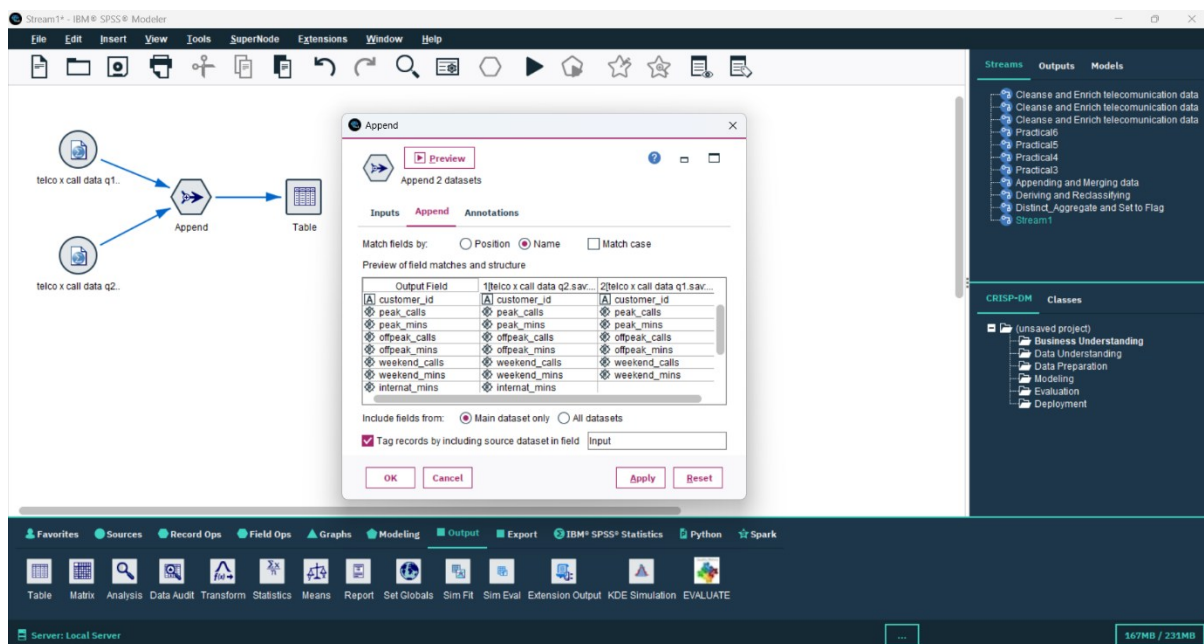 Stream1* - IBM® SPSS® Modeler
File Edit Insert View Tools SuperNode Extensions Window Help
Streams Outputs Models
Cleanse and Enrich telecomunication data
Cleanse and Enrich telecomunication data
Cleanse and Enrich telecomunication data
Practical6
Practical5
Practical4
Practical3
Appending and Merging data
Deriving and Reclassifying
Distinct_Aggregate and Set to Flag
Stream1
telco x call data q1..
telco x call data q2..
Append
Table
Append
Preview
?
Append 2 datasets
Inputs Append Annotations
Match fields by: Position Name Match case
Preview of field matches and structure
Output Field 1[telco x call data q2.sav:... 2[telco x call data q1.sav:...
A customer_id A customer_id A customer_id
peak_calls peak_calls peak_calls
peak_mins peak_mins peak_mins
offpeak_calls offpeak_calls offpeak_calls
offpeak_mins offpeak_mins offpeak_mins
weekend_calls weekend_calls weekend_calls
weekend_mins weekend_mins weekend_mins
internat_mins internat_mins
Include fields from: Main dataset only All datasets
Tag records by including source dataset in field Input
OK Cancel Apply Reset
CRISP-DM Classes
(unsaved project)
Business Understanding
Data Understanding
Data Preparation
Modeling
Evaluation
Deployment
Favorites Sources Record Ops Field Ops Graphs Modeling Output Export IBM® SPSS® Statistics Python Spark
Table Matrix Analysis Data Audit Transform Statistics Means Report Set Globals Sim Fit Sim Eval Extension Output KDE Simulation EVALUATE
Server: Local Server
...
167MB / 231MB